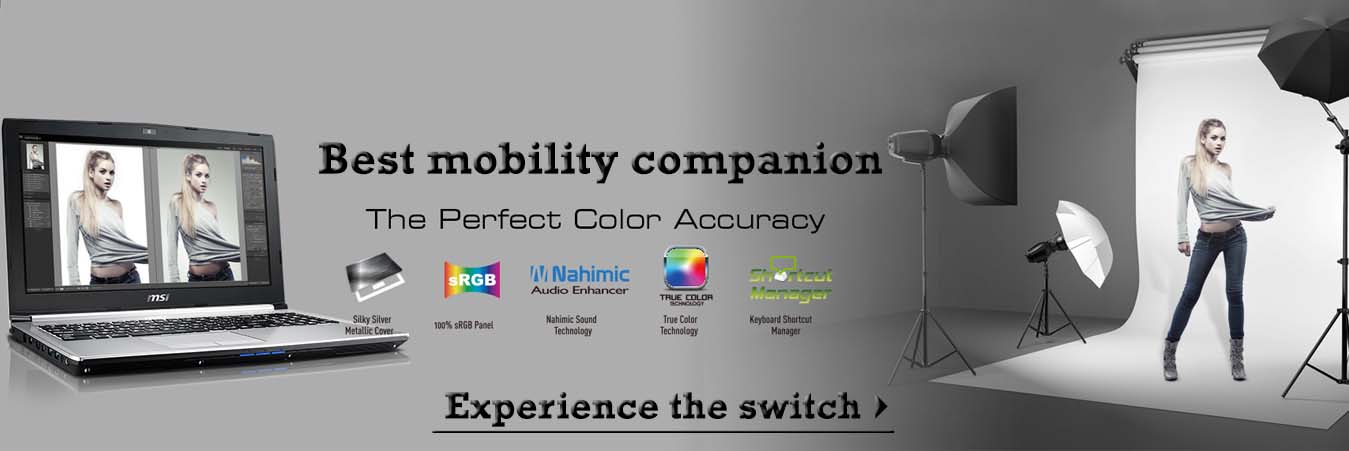 Best mobility companion
The Perfect Color Accuracy
sRGB
Nahimic
Audio Enhancer
TRUE COLOR
TECHNOLOGY
Shortcut
Manager
Silky Silver
Metallic Cover
100% sRGB Panel
Nahimic Sound
Technology
True Color
Technology
Keyboard Shortcut
Manager
msi
Experience the switch